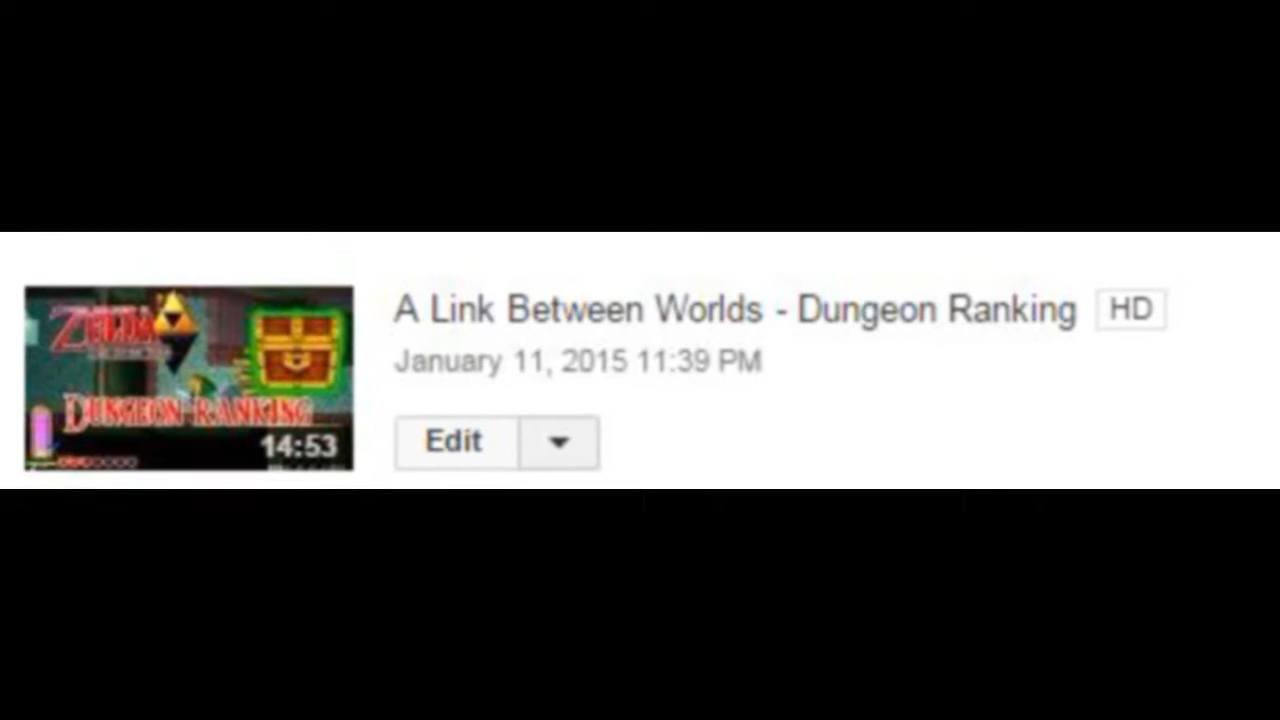 ZELDA
DUNGEON RANKING
14:53
A Link Between Worlds - Dungeon Ranking HD
January 11, 2015 11:39 PM
Edit